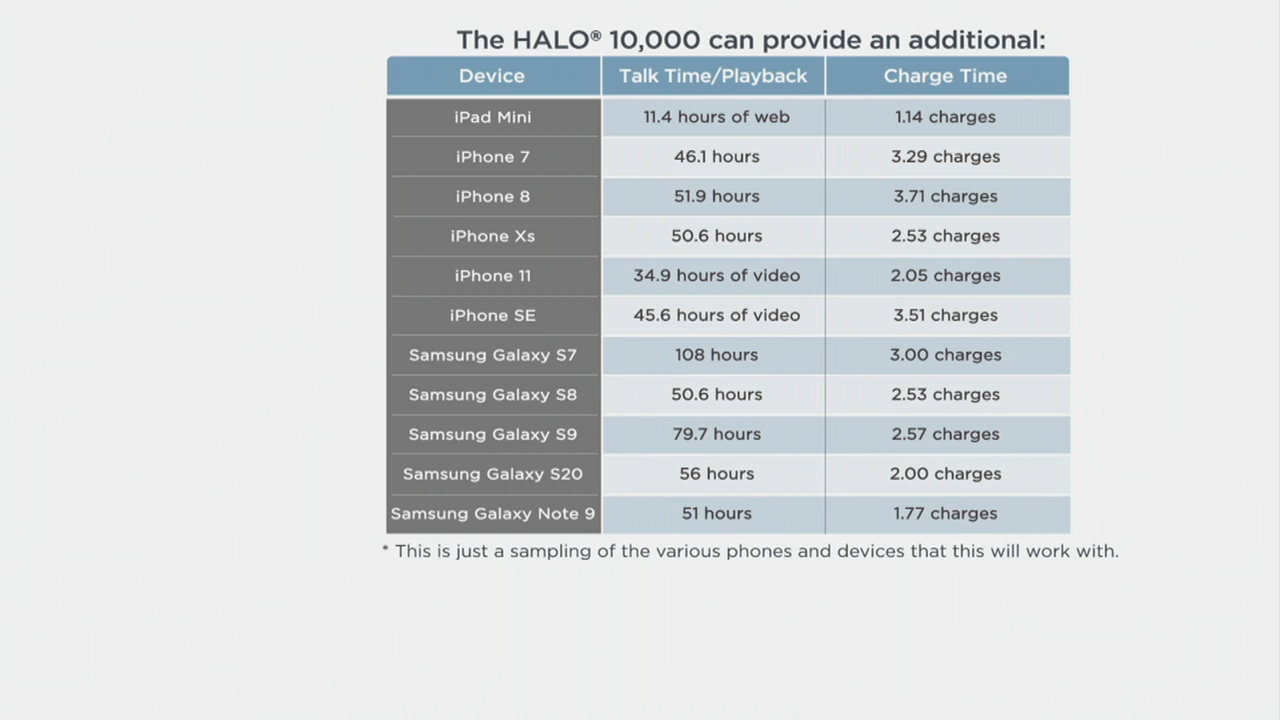 The HALO® 10,000 can provide an additional:
Device Talk Time/Playback Charge Time
iPad Mini 11.4 hours of web 1.14 charges
iPhone 7 46.1 hours 3.29 charges
iPhone 8 51.9 hours 3.71 charges
iPhone Xs 50.6 hours 2.53 charges
iPhone 11 34.9 hours of video 2.05 charges
iPhone SE 45.6 hours of video 3.51 charges
Samsung Galaxy S7 108 hours 3.00 charges
Samsung Galaxy S8 50.6 hours 2.53 charges
Samsung Galaxy S9 79.7 hours 2.57 charges
Samsung Galaxy S20 56 hours 2.00 charges
Samsung Galaxy Note 9 51 hours 1.77 charges
* This is just a sampling of the various phones and devices that this will work with.